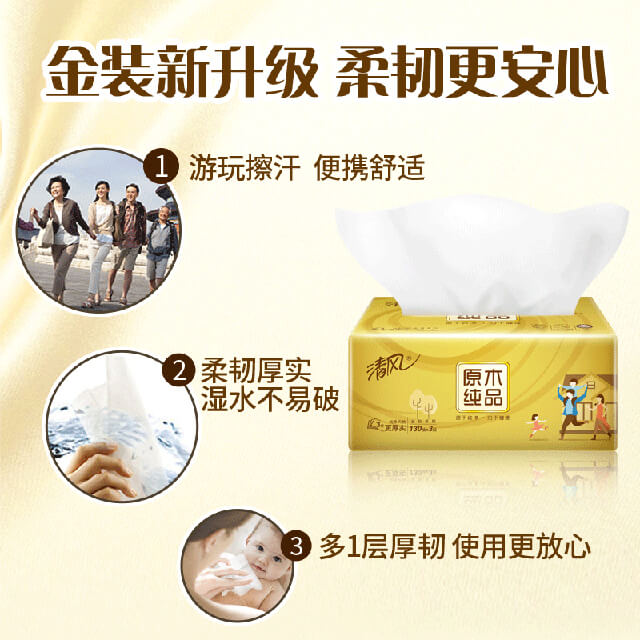 金装新升级 柔韧更安心
1 游玩擦汗 便携舒适
清风®
原木
纯品
2 柔韧厚实
湿水不易破
3 多1层厚韧 使用更放心